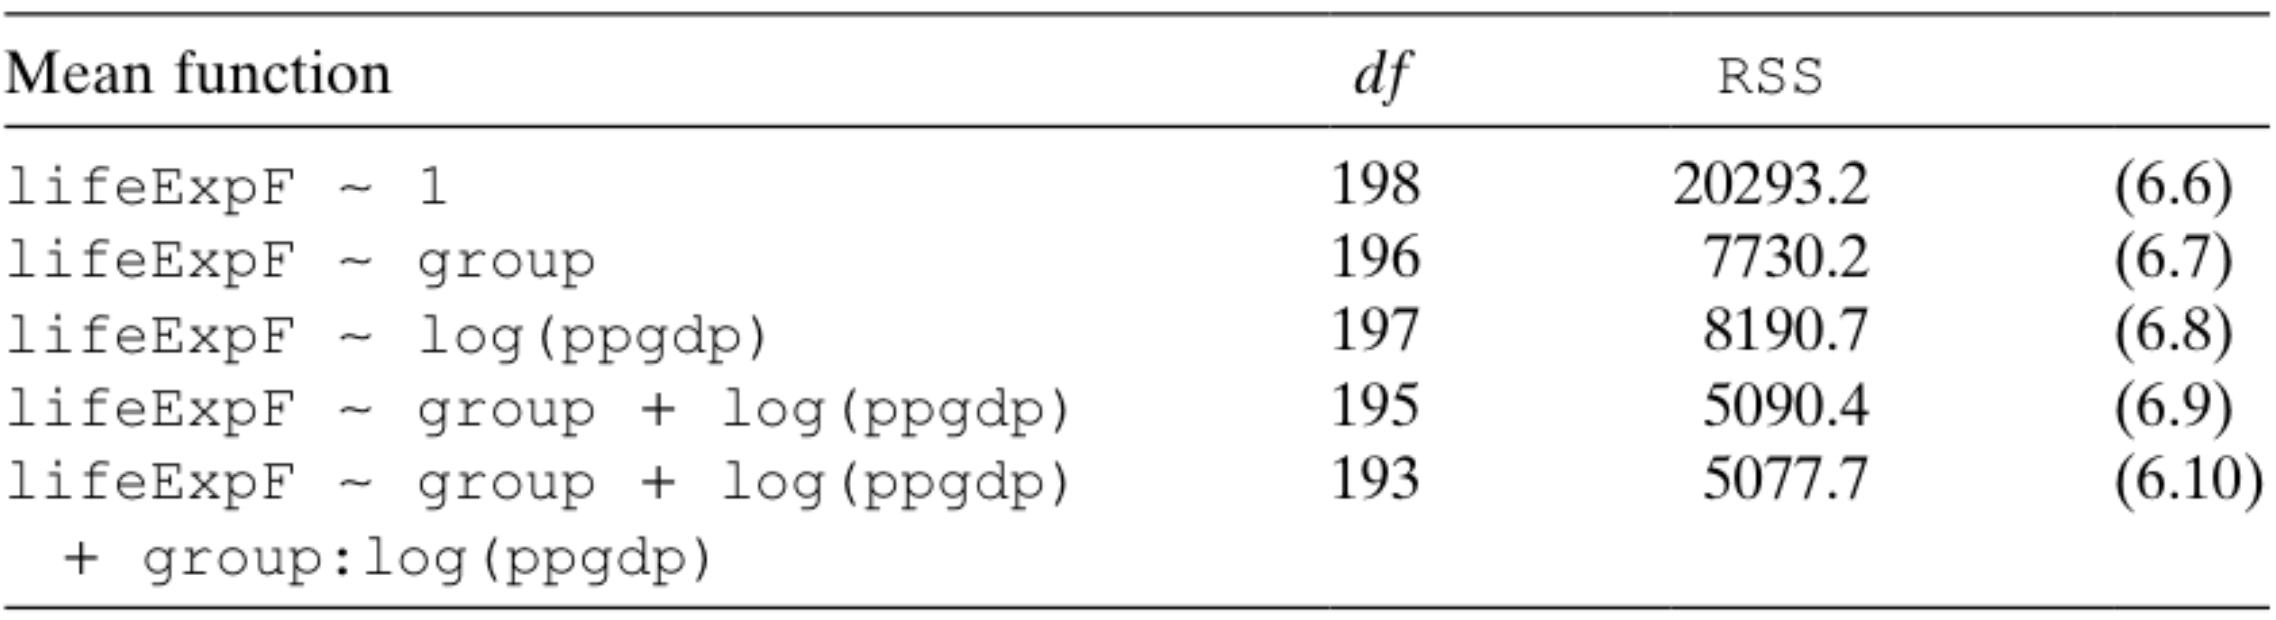 Mean function df RSS
lifeExpF ~ 1 198 20293.2 (6.6)
lifeExpF ~ group 196 7730.2 (6.7)
lifeExpF ~ log(ppgdp) 197 8190.7 (6.8)
lifeExpF ~ group + log(ppgdp) 195 5090.4 (6.9)
lifeExpF ~ group + log(ppgdp) 193 5077.7 (6.10)
+ group:log(ppgdp)